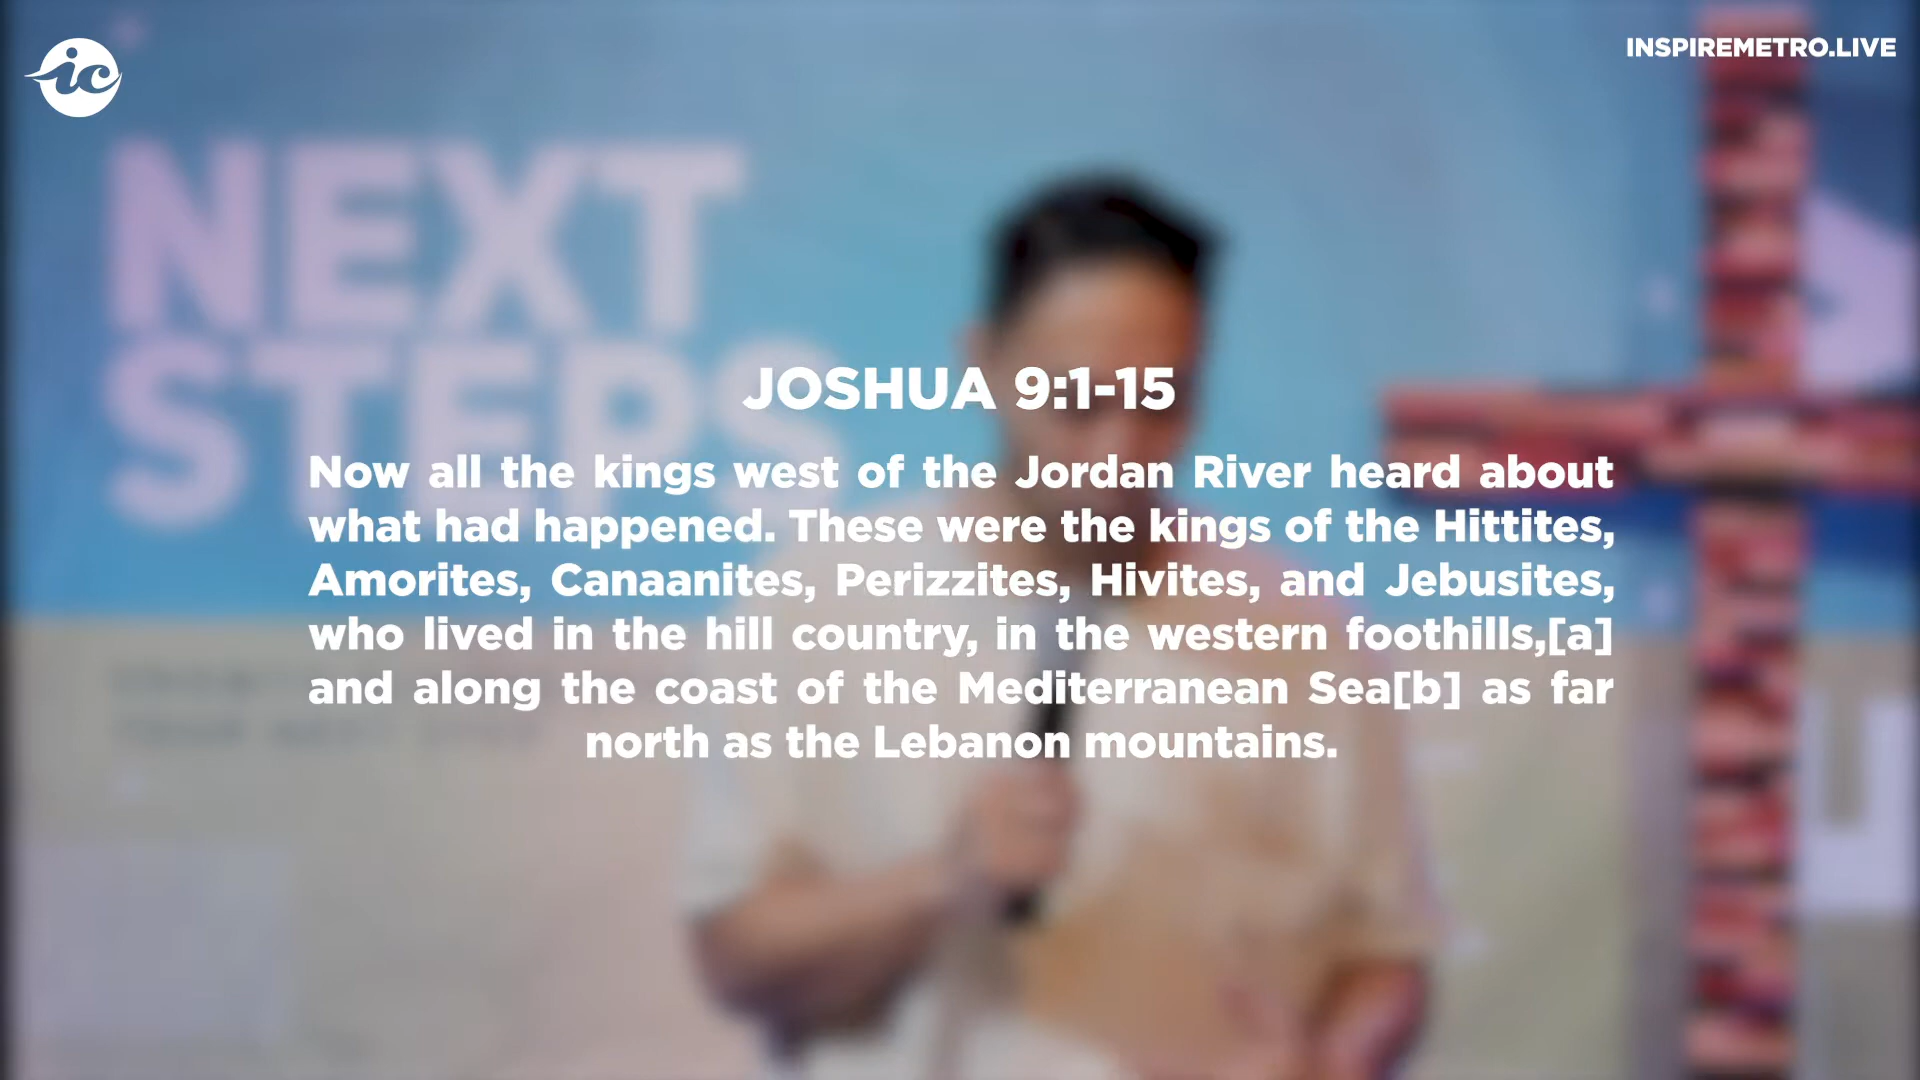 ic
INSPIREMETRO.LIVE
NEXT
STEPS
JOSHUA 9:1-15
Now all the kings west of the Jordan River heard about
what had happened. These were the kings of the Hittites,
Amorites, Canaanites, Perizzites, Hivites, and Jebusites,
who lived in the hill country, in the western foothills,[a]
and along the coast of the Mediterranean Sea[b] as far
north as the Lebanon mountains.